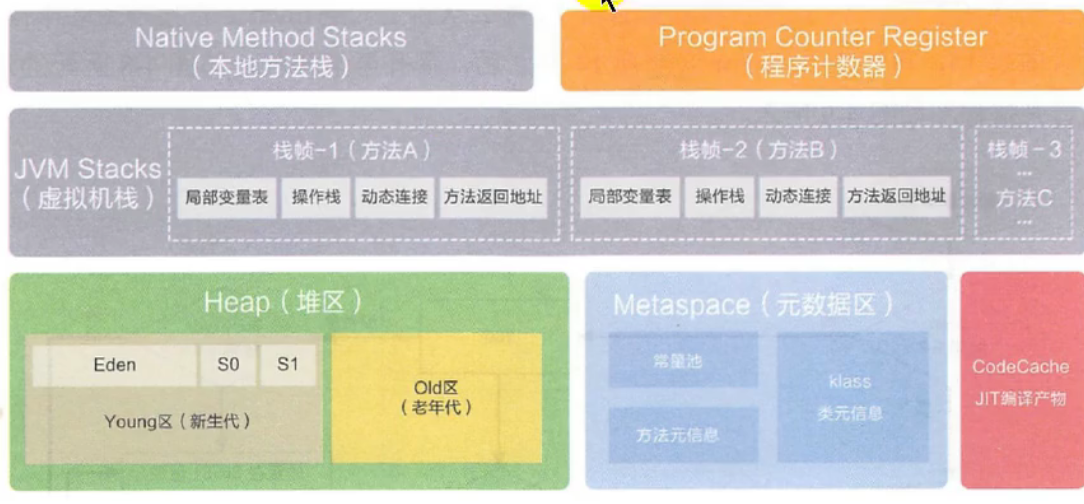 Native Method Stacks
（本地方法栈）
Program Counter Register
（程序计数器）
JVM Stacks
（虚拟机栈）
栈帧-1（方法A）
局部变量表
操作栈
动态连接
方法返回地址
栈帧-2（方法B）
局部变量表
操作栈
动态连接
方法返回地址
栈帧-3
...
方法C
...
Heap（堆区）
Eden
S0
S1
Young区（新生代）
Old区
（老年代）
Metaspace（元数据区）
常量池
方法元信息
klass
类元信息
CodeCache
JIT编译产物